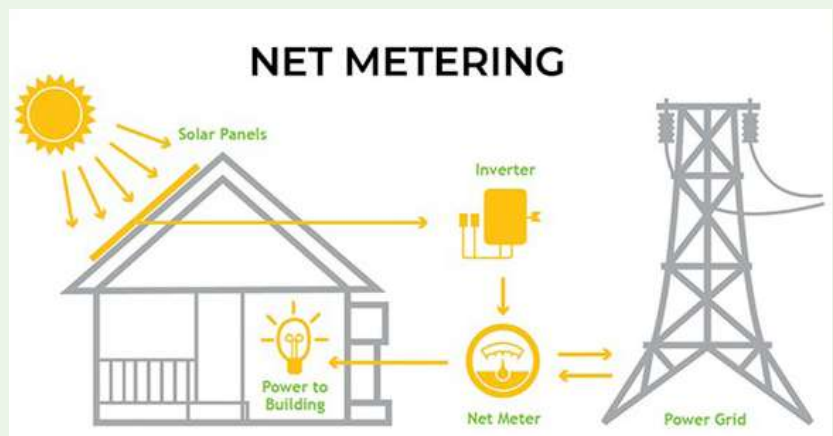 NET METERING
Solar Panels
Inverter
Power to
Building
Net Meter
Power Grid